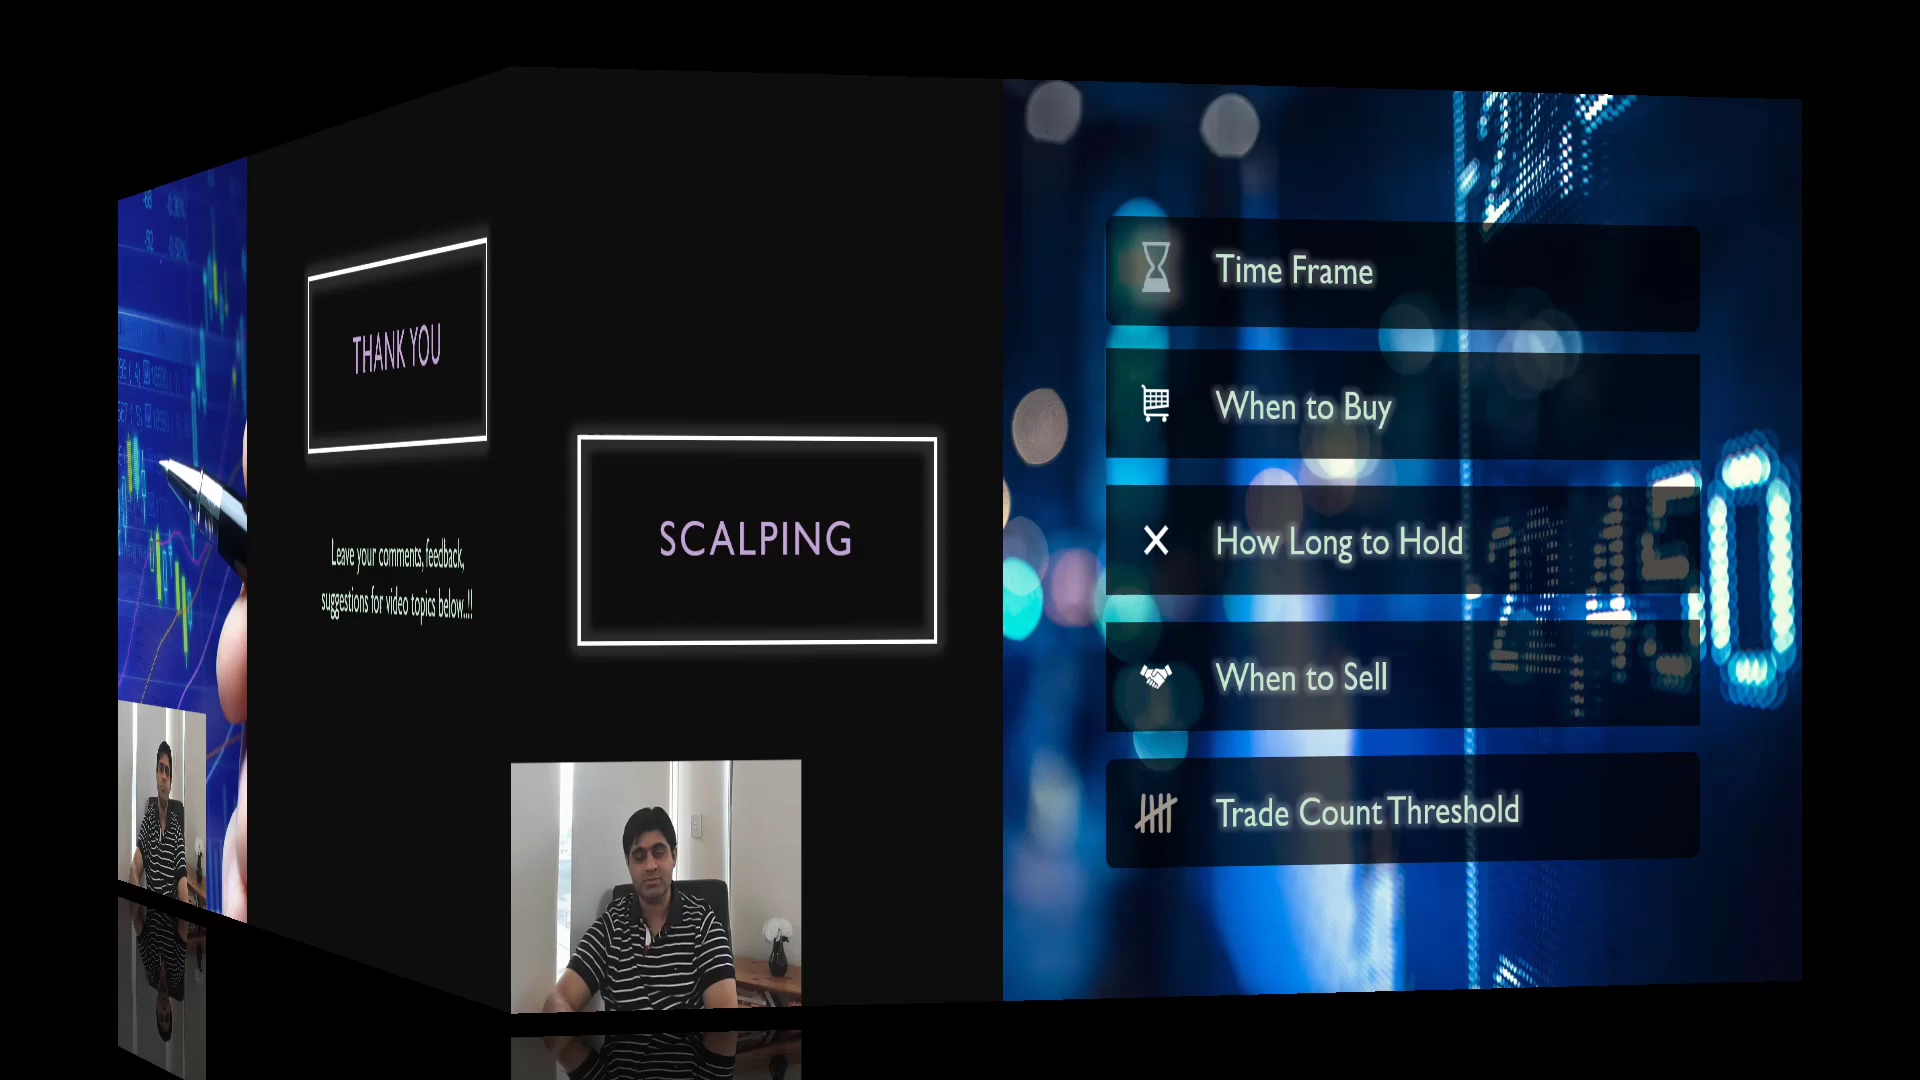 THANK YOU
Leave your comments, feedback,
suggestions for video topics below..!!
SCALPING
Time Frame
When to Buy
How Long to Hold
When to Sell
Trade Count Threshold